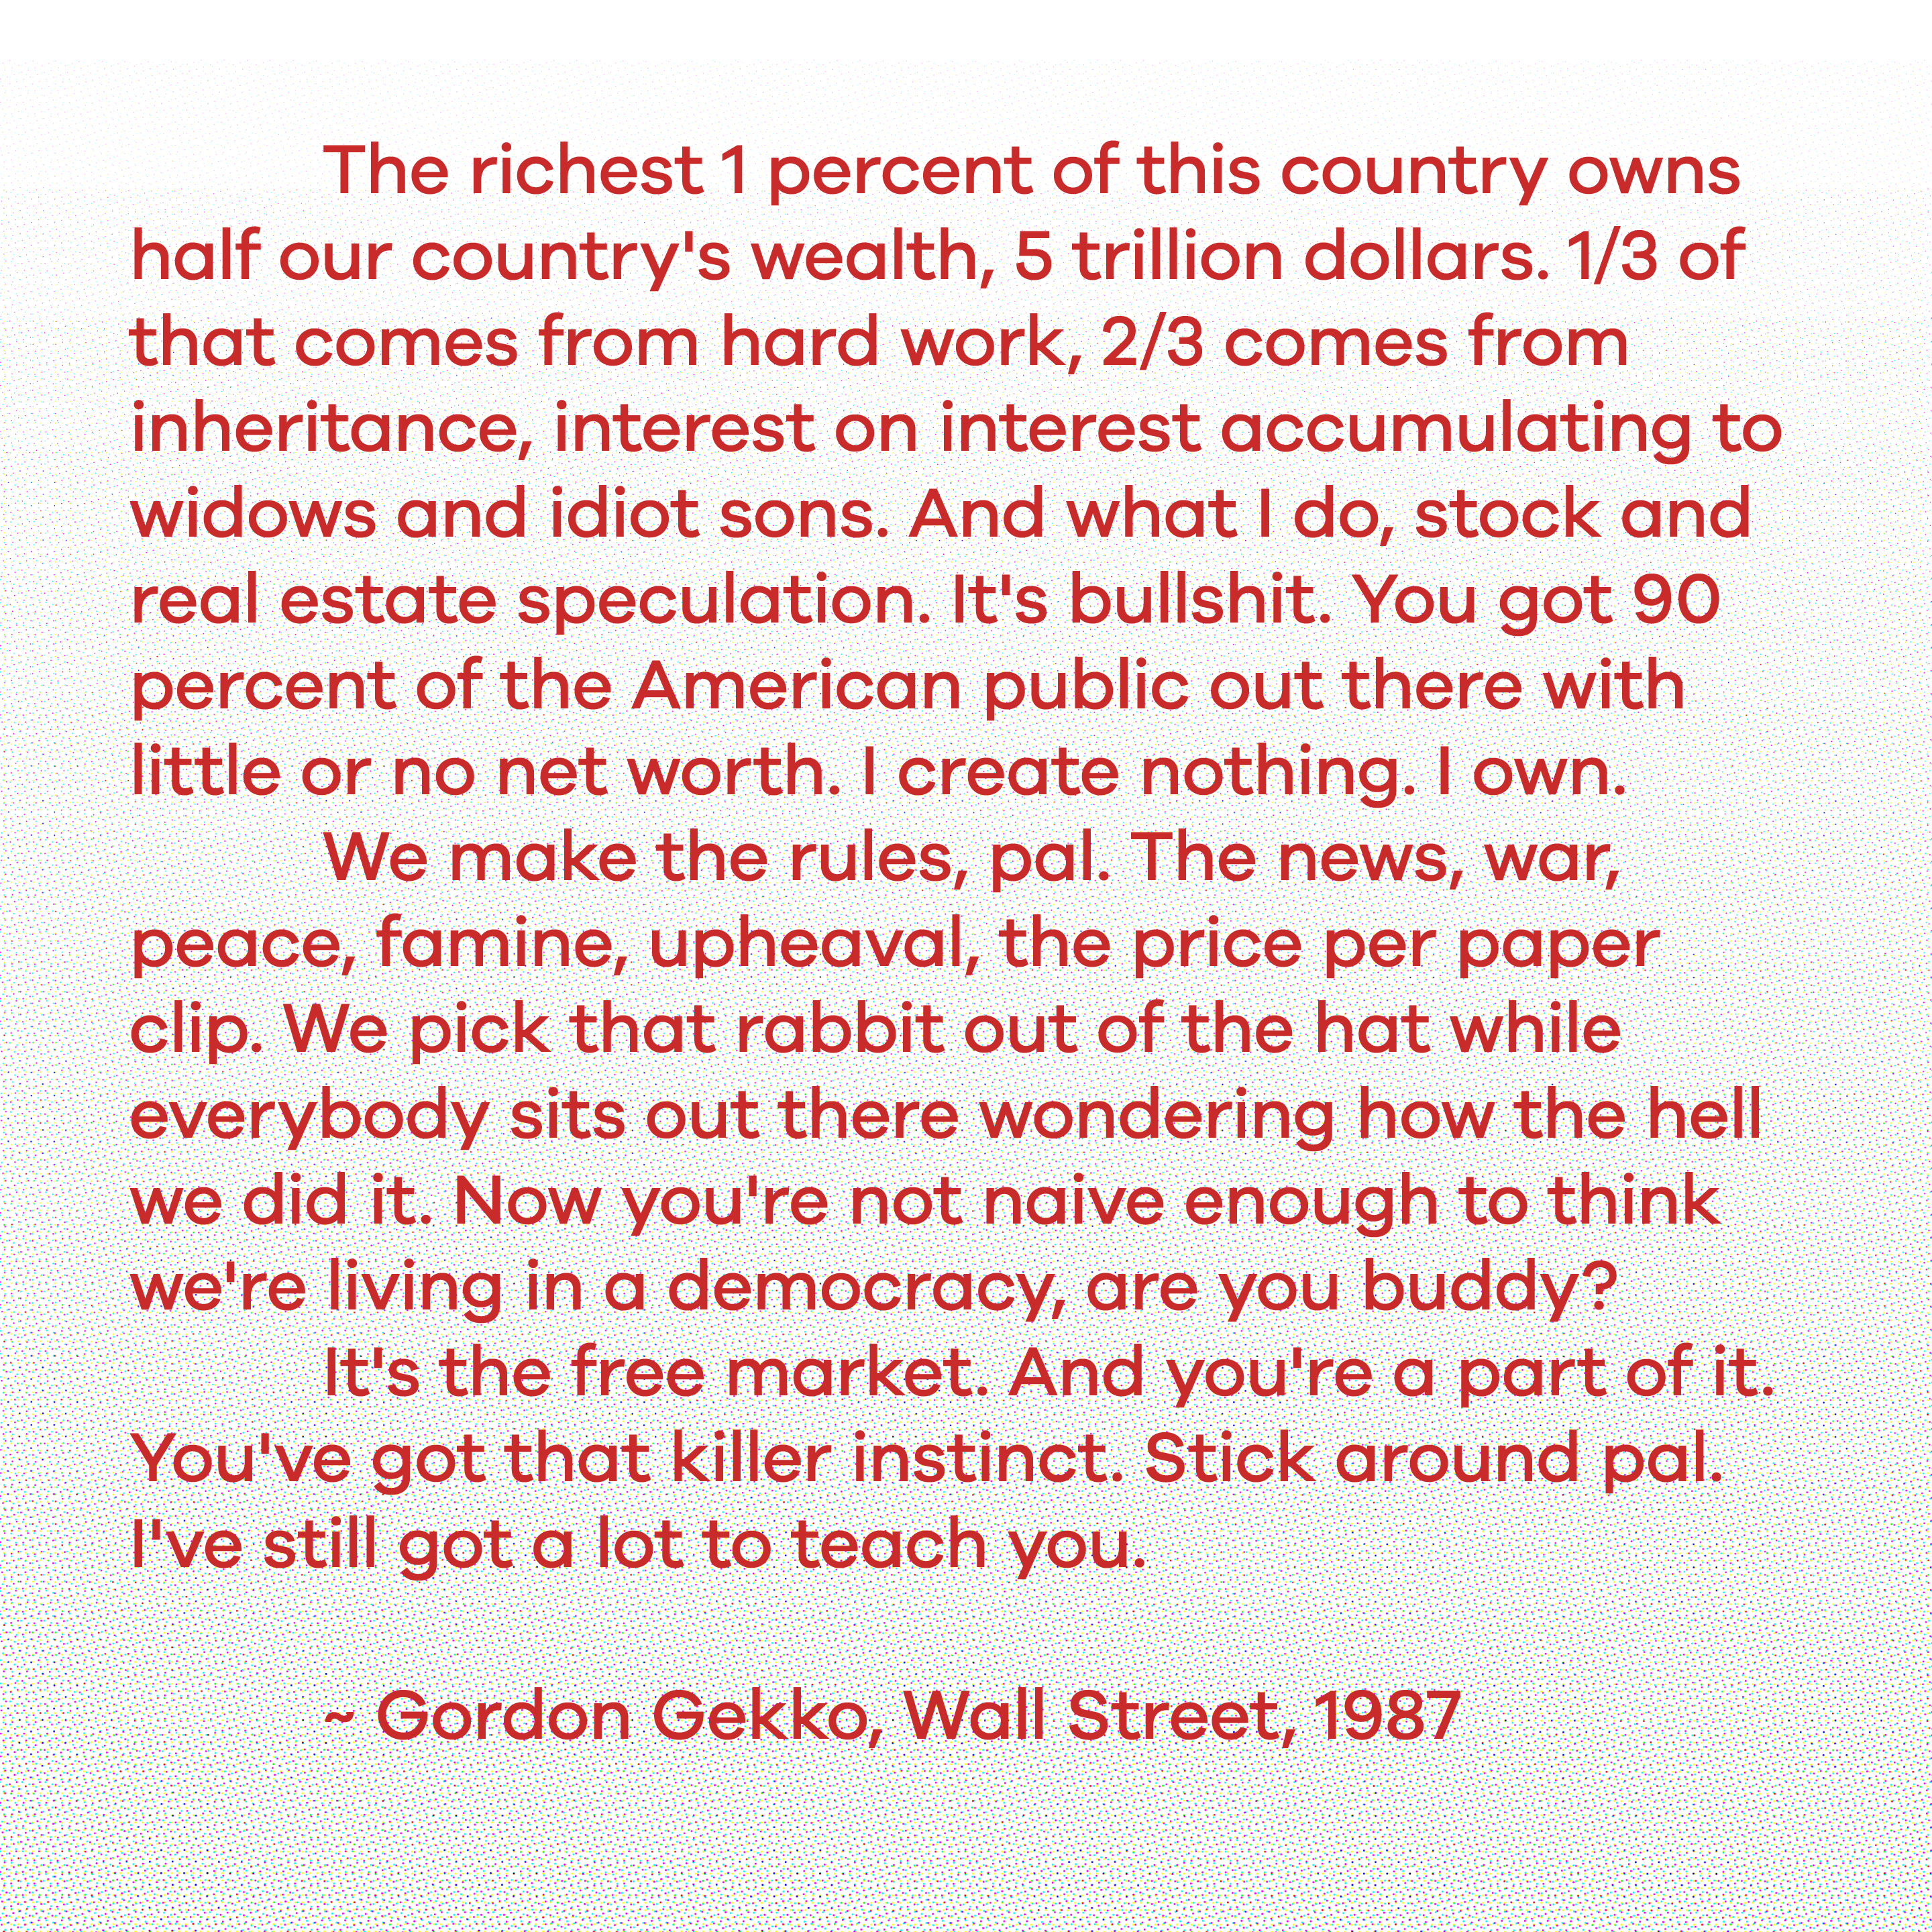 The richest 1 percent of this country owns
half our country's wealth, 5 trillion dollars. 1/3 of
that comes from hard work, 2/3 comes from
inheritance, interest on interest accumulating to
widows and idiot sons. And what I do, stock and
real estate speculation. It's bullshit. You got 90
percent of the American public out there with
little or no net worth. I create nothing. I own.
We make the rules, pal. The news, war,
peace, famine, upheaval, the price per paper
clip. We pick that rabbit out of the hat while
everybody sits out there wondering how the hell
we did it. Now you're not naive enough to think
we're living in a democracy, are you buddy?
It's the free market. And you're a part of it.
You've got that killer instinct. Stick around pal.
I've still got a lot to teach you.
~ Gordon Gekko, Wall Street, 1987